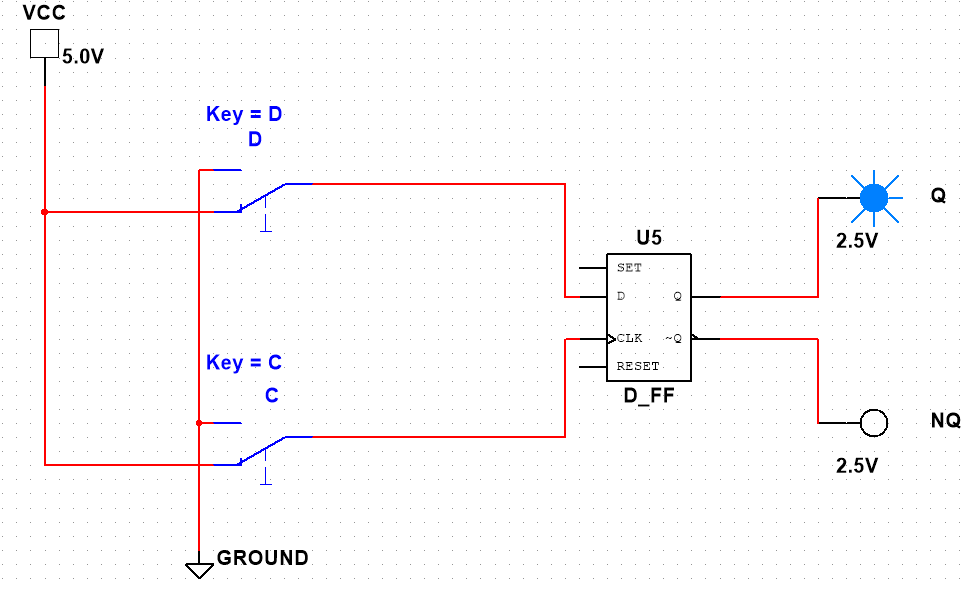 VCC
5.0V
Key = D
D
Q
2.5V
U5
SET
D Q
CLK ~Q
RESET
D_FF
Key = C
C
NQ
2.5V
GROUND